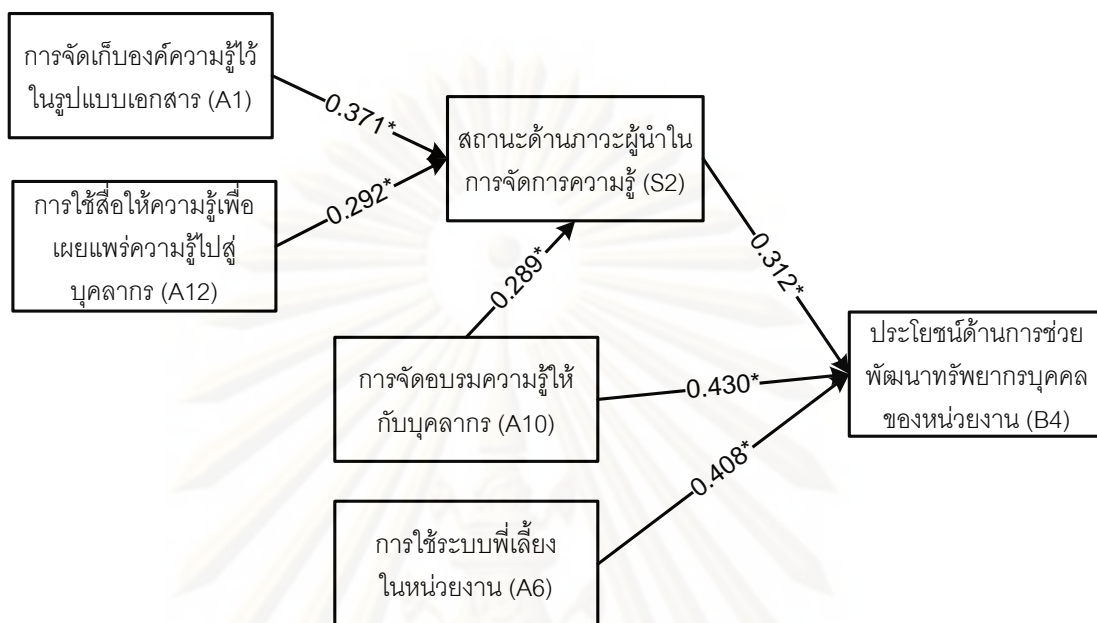 การจัดเก็บองค์ความรู้ไว้
ในรูปแบบเอกสาร (A1)
0.371*
สถานะด้านภาวะผู้นำใน
การจัดการความรู้ (S2)
การใช้สื่อให้ความรู้เพื่อ
เผยแพร่ความรู้ไปสู่
บุคลากร (A12)
0.292*
0.289*
0.312*
การจัดอบรมความรู้ให้
กับบุคลากร (A10)
0.430*
ประโยชน์ด้านการช่วย
พัฒนาทรัพยากรบุคคล
ของหน่วยงาน (B4)
0.408*
การใช้ระบบพี่เลี้ยง
ในหน่วยงาน (A6)